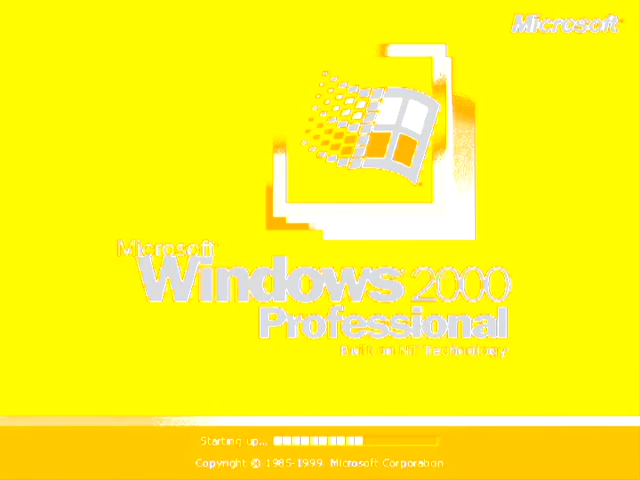 Microsoft
Microsoft
Windows 2000
Professional
Built on NT Technology
Starting up...
Copyright © 1985-1999 Microsoft Corporation